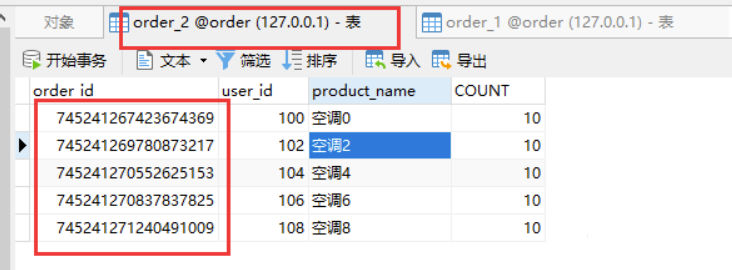 对象 order_2 @order (127.0.0.1) - 表 order_1 @order (127.0.0.1) - 表
开始事务 文本 筛选 排序 导入 导出
order id user_id product_name COUNT
745241267423674369 100 空调0 10
745241269780873217 102 空调2 10
745241270552625153 104 空调4 10
745241270837837825 106 空调6 10
745241271240491009 108 空调8 10